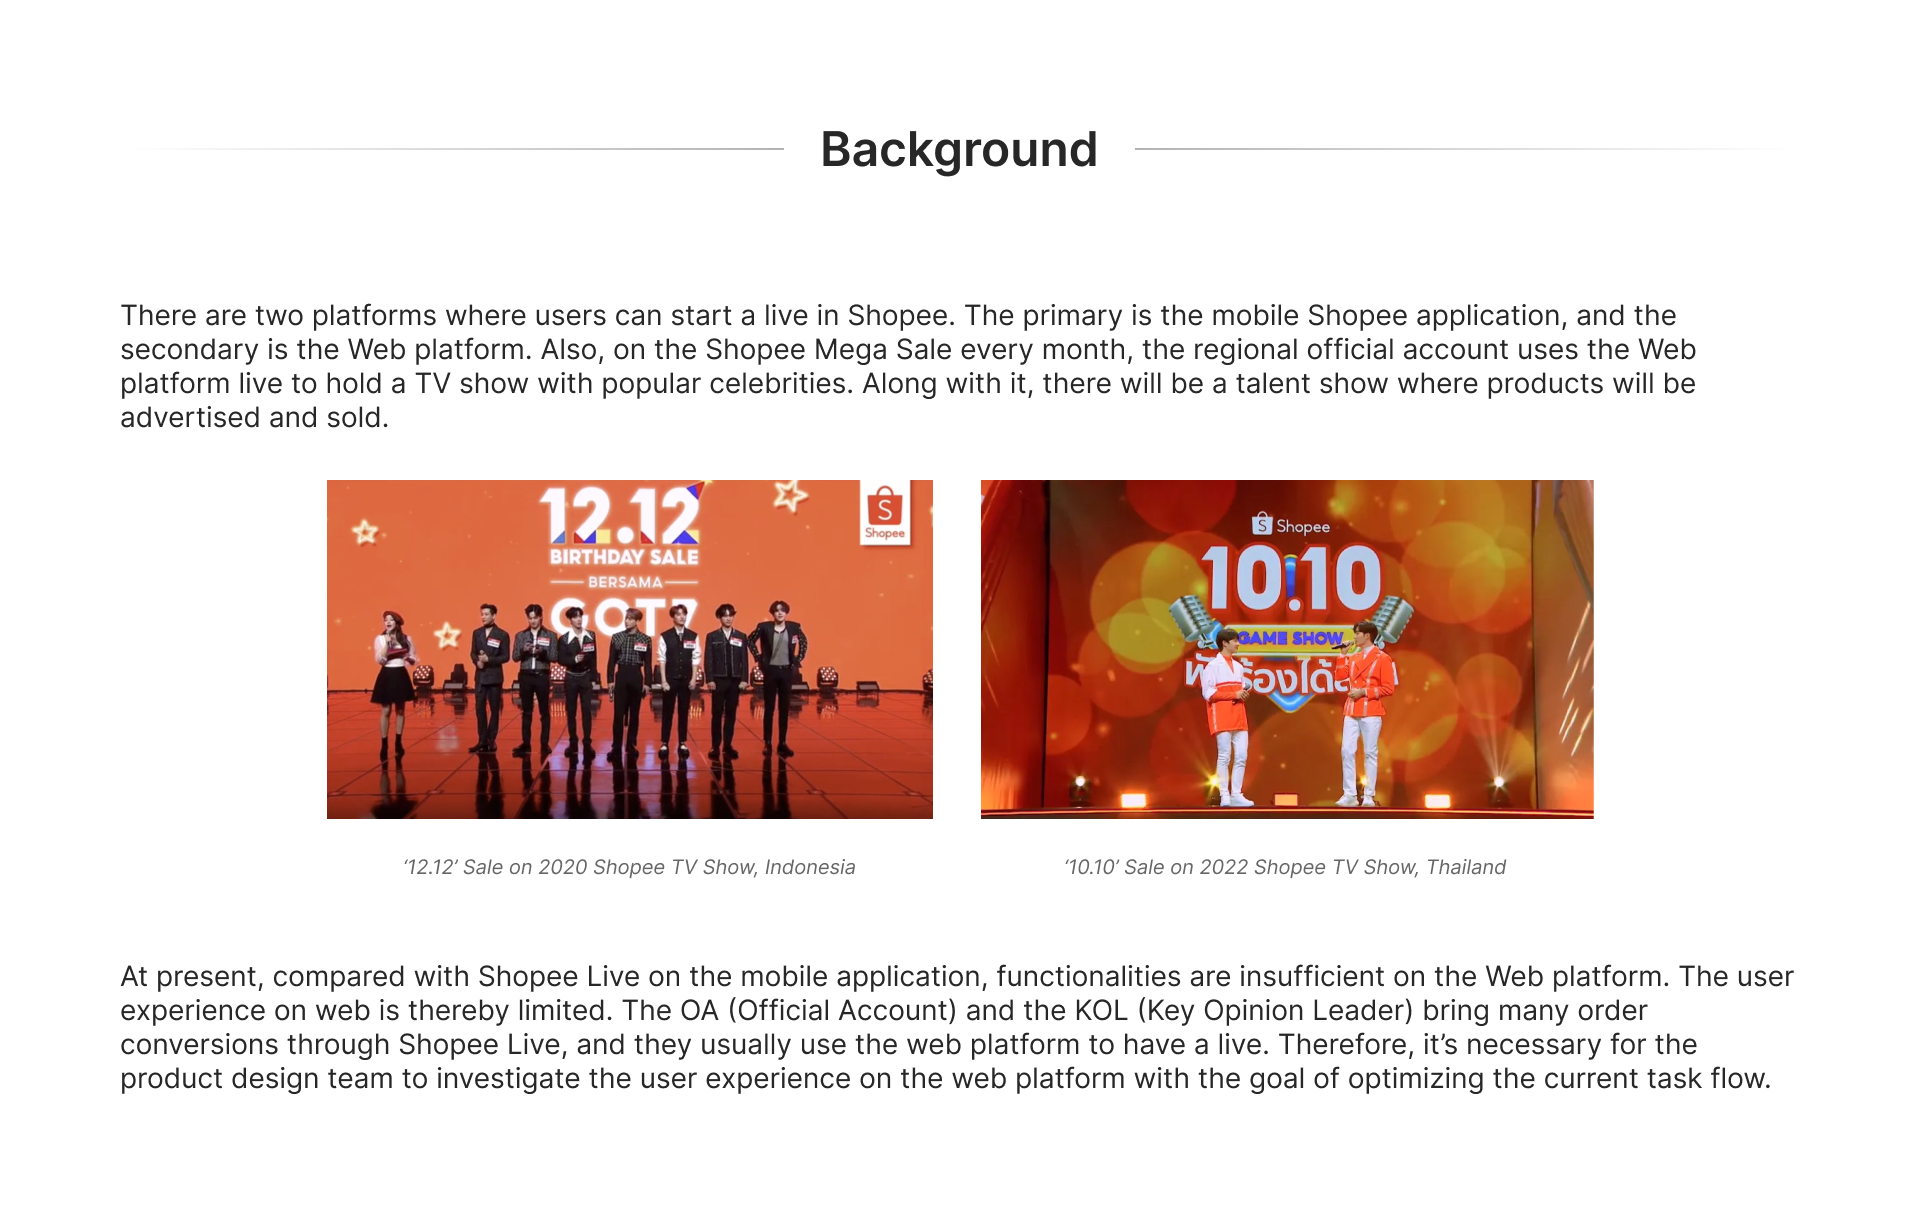 Background
There are two platforms where users can start a live in Shopee. The primary is the mobile Shopee application, and the
secondary is the Web platform. Also, on the Shopee Mega Sale every month, the regional official account uses the Web
platform live to hold a TV show with popular celebrities. Along with it, there will be a talent show where products will be
advertised and sold.
12.12
BIRTHDAY SALE
BERSAMA
GOT7
Shopee
Shopee
10.10
GAME SHOW
‘12.12’ Sale on 2020 Shopee TV Show, Indonesia
‘10.10’ Sale on 2022 Shopee TV Show, Thailand
At present, compared with Shopee Live on the mobile application, functionalities are insufficient on the Web platform. The user
experience on web is thereby limited. The OA (Official Account) and the KOL (Key Opinion Leader) bring many order
conversions through Shopee Live, and they usually use the web platform to have a live. Therefore, it’s necessary for the
product design team to investigate the user experience on the web platform with the goal of optimizing the current task flow.